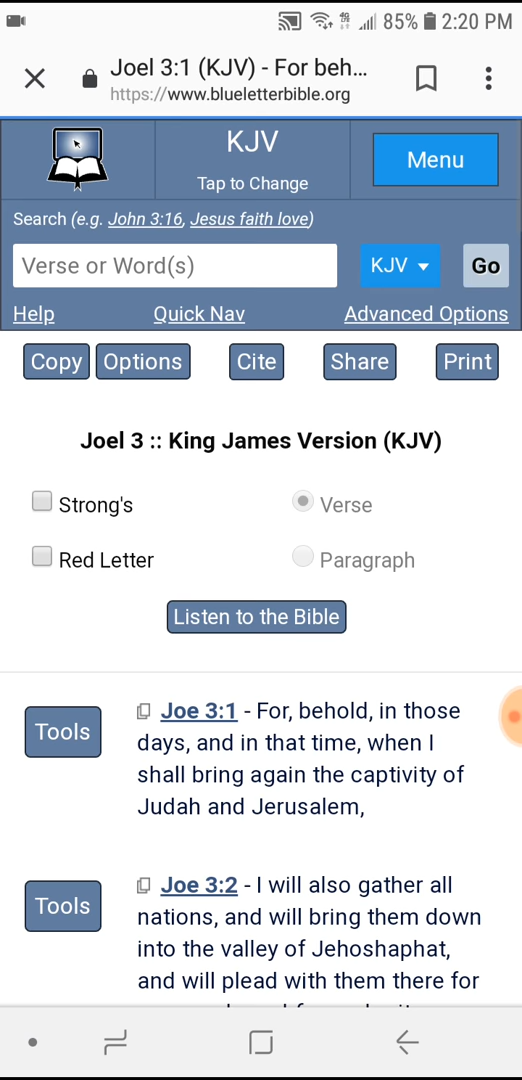 85% 2:20 PM
Joel 3:1 (KJV) - For beh...
https://www.blueletterbible.org
KJV
Tap to Change
Menu
Search (e.g. John 3:16, Jesus faith love)
Verse or Word(s)
KJV
Go
Help Quick Nav Advanced Options
Copy Options Cite Share Print
Joel 3 :: King James Version (KJV)
Strong's Verse
Red Letter Paragraph
Listen to the Bible
Tools
Joe 3:1 - For, behold, in those
days, and in that time, when I
shall bring again the captivity of
Judah and Jerusalem,
Tools
Joe 3:2 - I will also gather all
nations, and will bring them down
into the valley of Jehoshaphat,
and will plead with them there for